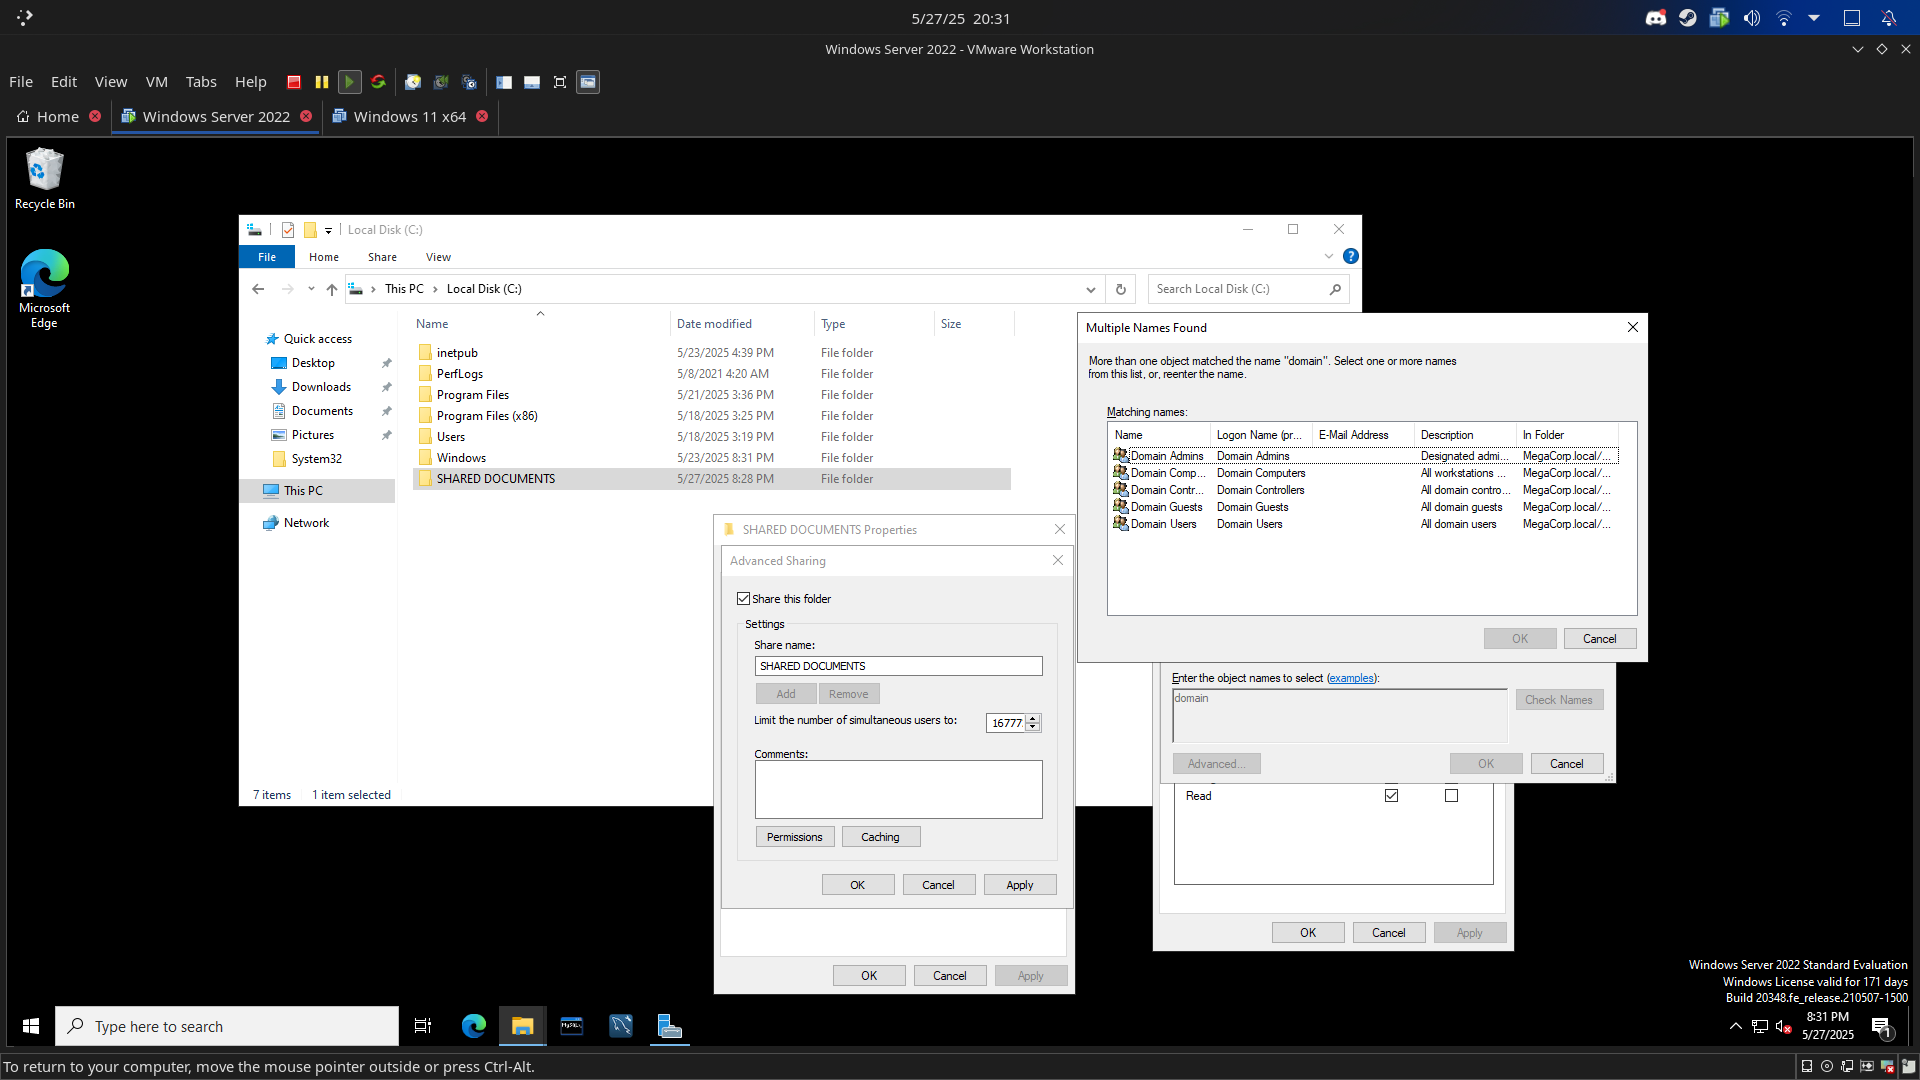 5/27/25 20:31
Windows Server 2022 - VMware Workstation
File Edit View VM Tabs Help
Home Windows Server 2022 Windows 11 x64
Recycle Bin
Microsoft
Edge
Local Disk (C:)
File Home Share View
This PC Local Disk (C:)
Search Local Disk (C:)
Name Date modified Type Size
Quick access
Desktop
Downloads
Documents
Pictures
System32
This PC
Network
inetpub 5/23/2025 4:39 PM File folder
PerfLogs 5/8/2021 4:20 AM File folder
Program Files 5/21/2025 3:36 PM File folder
Program Files (x86) 5/18/2025 3:25 PM File folder
Users 5/18/2025 3:19 PM File folder
Windows 5/23/2025 8:31 PM File folder
SHARED DOCUMENTS 5/27/2025 8:28 PM File folder
7 items 1 item selected
SHARED DOCUMENTS Properties
Advanced Sharing
Share this folder
Settings
Share name:
SHARED DOCUMENTS
Add Remove
Limit the number of simultaneous users to: 16777
Comments:
Permissions Caching
OK Cancel Apply
OK Cancel Apply
Multiple Names Found
More than one object matched the name "domain". Select one or more names
from this list, or, reenter the name.
Matching names:
Name Logon Name (pr... E-Mail Address Description In Folder
Domain Admins Domain Admins Designated admi... MegaCorp.local/...
Domain Comp... Domain Computers All workstations ... MegaCorp.local/...
Domain Contr... Domain Controllers All domain contro... MegaCorp.local/...
Domain Guests Domain Guests All domain guests MegaCorp.local/...
Domain Users Domain Users All domain users MegaCorp.local/...
OK Cancel
Enter the object names to select (examples):
domain
Check Names
Advanced... OK Cancel
Read
OK Cancel Apply
Windows Server 2022 Standard Evaluation
Windows License valid for 171 days
Build 20348.fe_release.210507-1500
Type here to search
MySQL
8:31 PM
5/27/2025
1
To return to your computer, move the mouse pointer outside or press Ctrl-Alt.